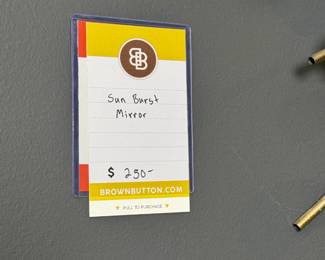 BB
Sun Burst
Mirror
$ 250-
BROWNBUTTON.COM
PULL TO PURCHASE